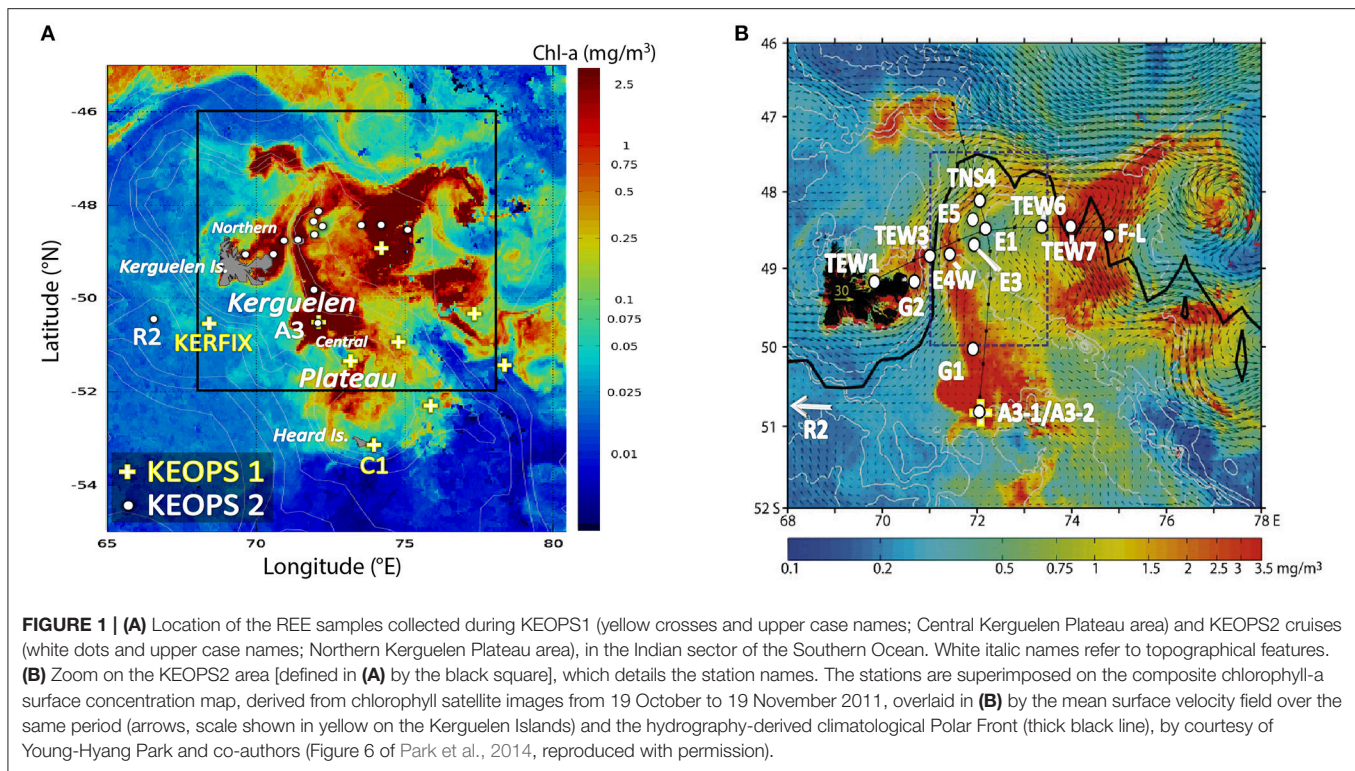 A
Chl-a (mg/m³)
2.5
1
0.75
0.5
0.25
0.1
0.075
0.05
0.025
0.01
-46
-48
-50
-52
-54
Latitude (°N)
65
70
75
80
Longitude (°E)
Northern
Kerguelen Is.
Kerguelen
R2
KERFIX
A3
Central
Plateau
Heard Is.
C1
KEOPS 1
KEOPS 2
B
46
47
48
49
50
51
52 S
68
70
72
74
76
78 E
TNS4
E5
TEW6
TEW3
E1
F-L
TEW7
TEW1
E3
E4W
30
G2
G1
A3-1/A3-2
R2
0.1
0.2
0.5
0.75
1
2
2.5
3
3.5
mg/m³
FIGURE 1 | (A) Location of the REE samples collected during KEOPS1 (yellow crosses and upper case names; Central Kerguelen Plateau area) and KEOPS2 cruises
(white dots and upper case names; Northern Kerguelen Plateau area), in the Indian sector of the Southern Ocean. White italic names refer to topographical features.
(B) Zoom on the KEOPS2 area [defined in (A) by the black square], which details the station names. The stations are superimposed on the composite chlorophyll-a
surface concentration map, derived from chlorophyll satellite images from 19 October to 19 November 2011, overlaid in (B) by the mean surface velocity field over the
same period (arrows, scale shown in yellow on the Kerguelen Islands) and the hydrography-derived climatological Polar Front (thick black line), by courtesy of
Young-Hyang Park and co-authors (Figure 6 of Park et al., 2014, reproduced with permission).